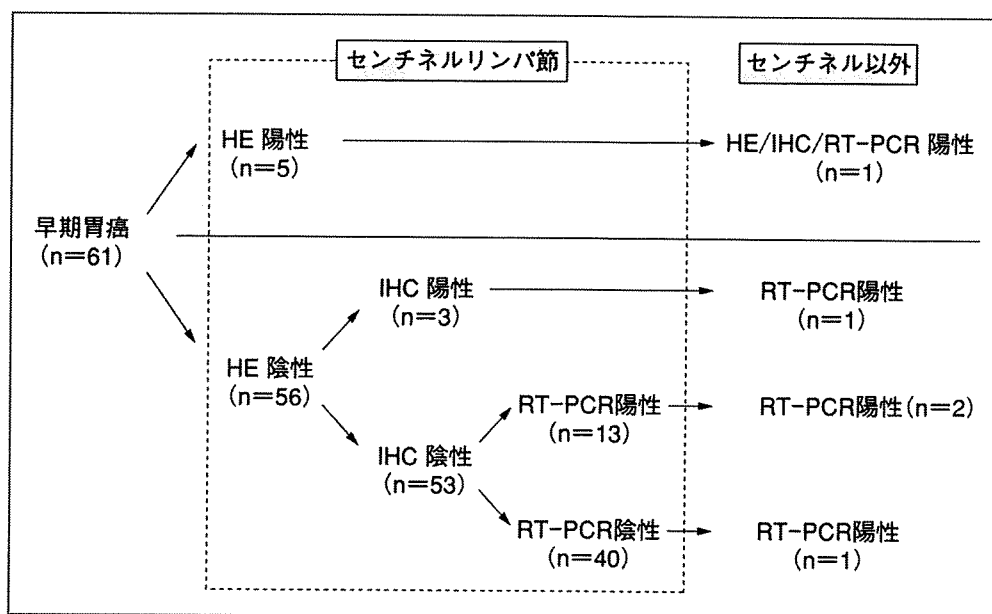 センチネルリンパ節
センチネル以外
HE 陽性
(n=5)
HE/IHC/RT-PCR 陽性
(n=1)
早期胃癌
(n=61)
IHC 陽性
(n=3)
RT-PCR陽性
(n=1)
HE 陰性
(n=56)
RT-PCR陽性
(n=13)
RT-PCR陽性(n=2)
IHC 陰性
(n=53)
RT-PCR陰性
(n=40)
RT-PCR陽性
(n=1)